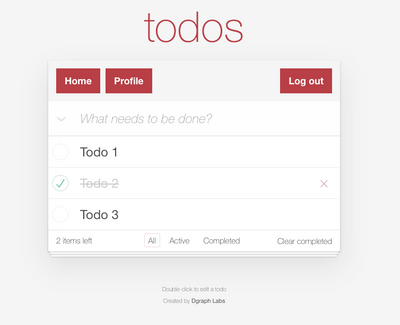 todos
Home Profile Log out
What needs to be done?
Todo 1
Todo 2
Todo 3
2 items left All Active Completed Clear completed
Double-click to edit a todo
Created by Dgraph Labs